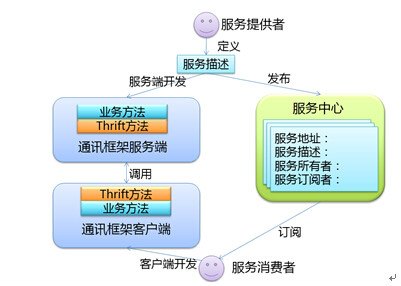 服务提供者
定义
服务描述
服务端开发
发布
业务方法
Thrift方法
通讯框架服务端
服务中心
服务地址：
服务描述：
服务所有者：
服务订阅者：
调用
Thrift方法
业务方法
通讯框架客户端
订阅
客户端开发
服务消费者